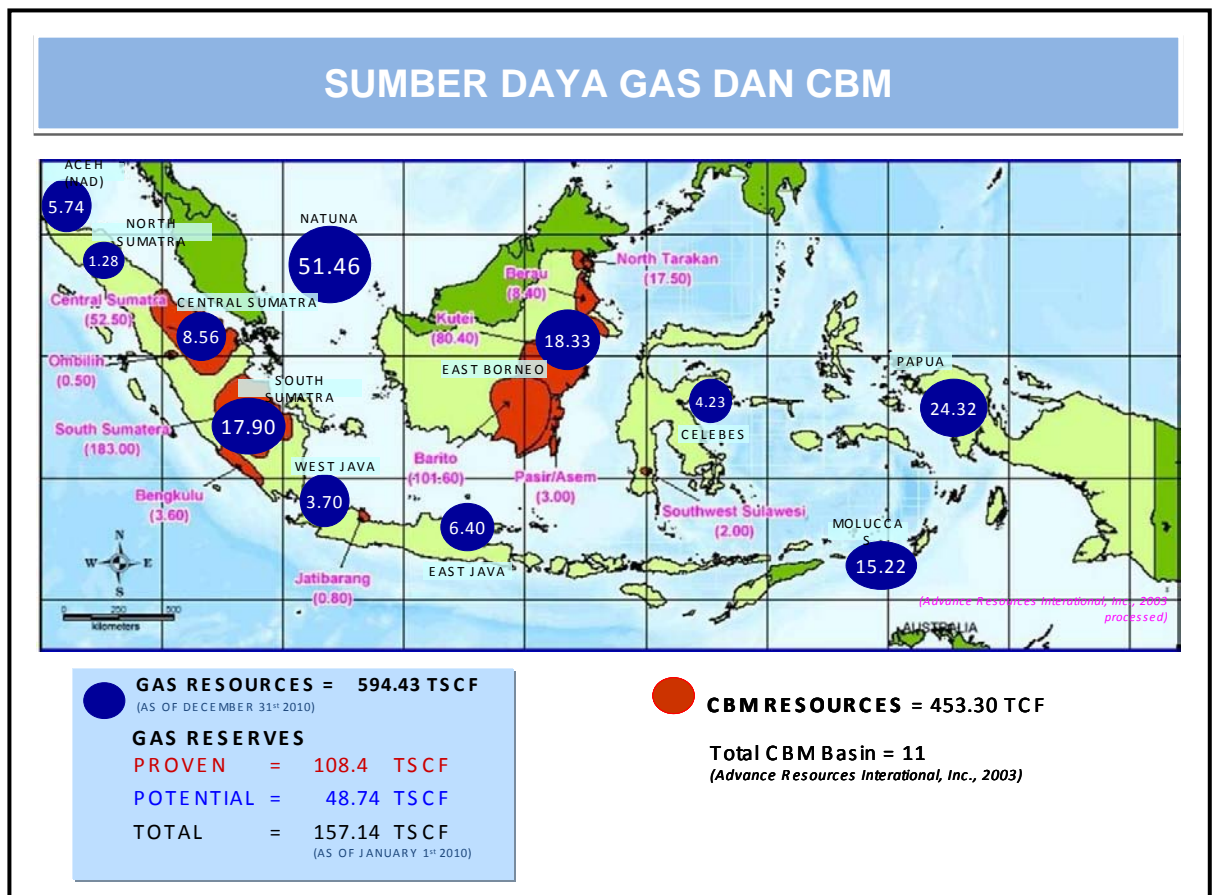 SUMBER DAYA GAS DAN CBM
ACEH
(NAD)
5.74
NORTH
SUMATRA
1.28
NATUNA
51.46
Central Sumatra
(52.50)
CENTRAL SUMATRA
8.56
Ombilih
(0.50)
SOUTH
SUMATRA
South Sumatera
(183.00)
17.90
Bengkulu
(3.60)
WEST JAVA
3.70
Jatibarang
(0.80)
6.40
EAST JAVA
North Tarakan
(17.50)
Berau
(8.40)
Kutei
(80.40)
18.33
EAST BORNEO
Barito
(101.60)
Pasir/Asem
(3.00)
4.23
CELEBES
Southwest Sulawesi
(2.00)
PAPUA
24.32
MOLUCCA
S
15.22
N
W
E
S
0
250
500
kilometers
(Advance Resources Interational, Inc., 2003
processed)
AUSTRALIA
GAS RESOURCES = 594.43 TSCF
(AS OF DECEMBER 31st 2010)
GAS RESERVES
PROVEN = 108.4 TSCF
POTENTIAL = 48.74 TSCF
TOTAL = 157.14 TSCF
(AS OF JANUARY 1st 2010)
CBM RESOURCES = 453.30 TCF
Total CBM Basin = 11
(Advance Resources Interational, Inc., 2003)